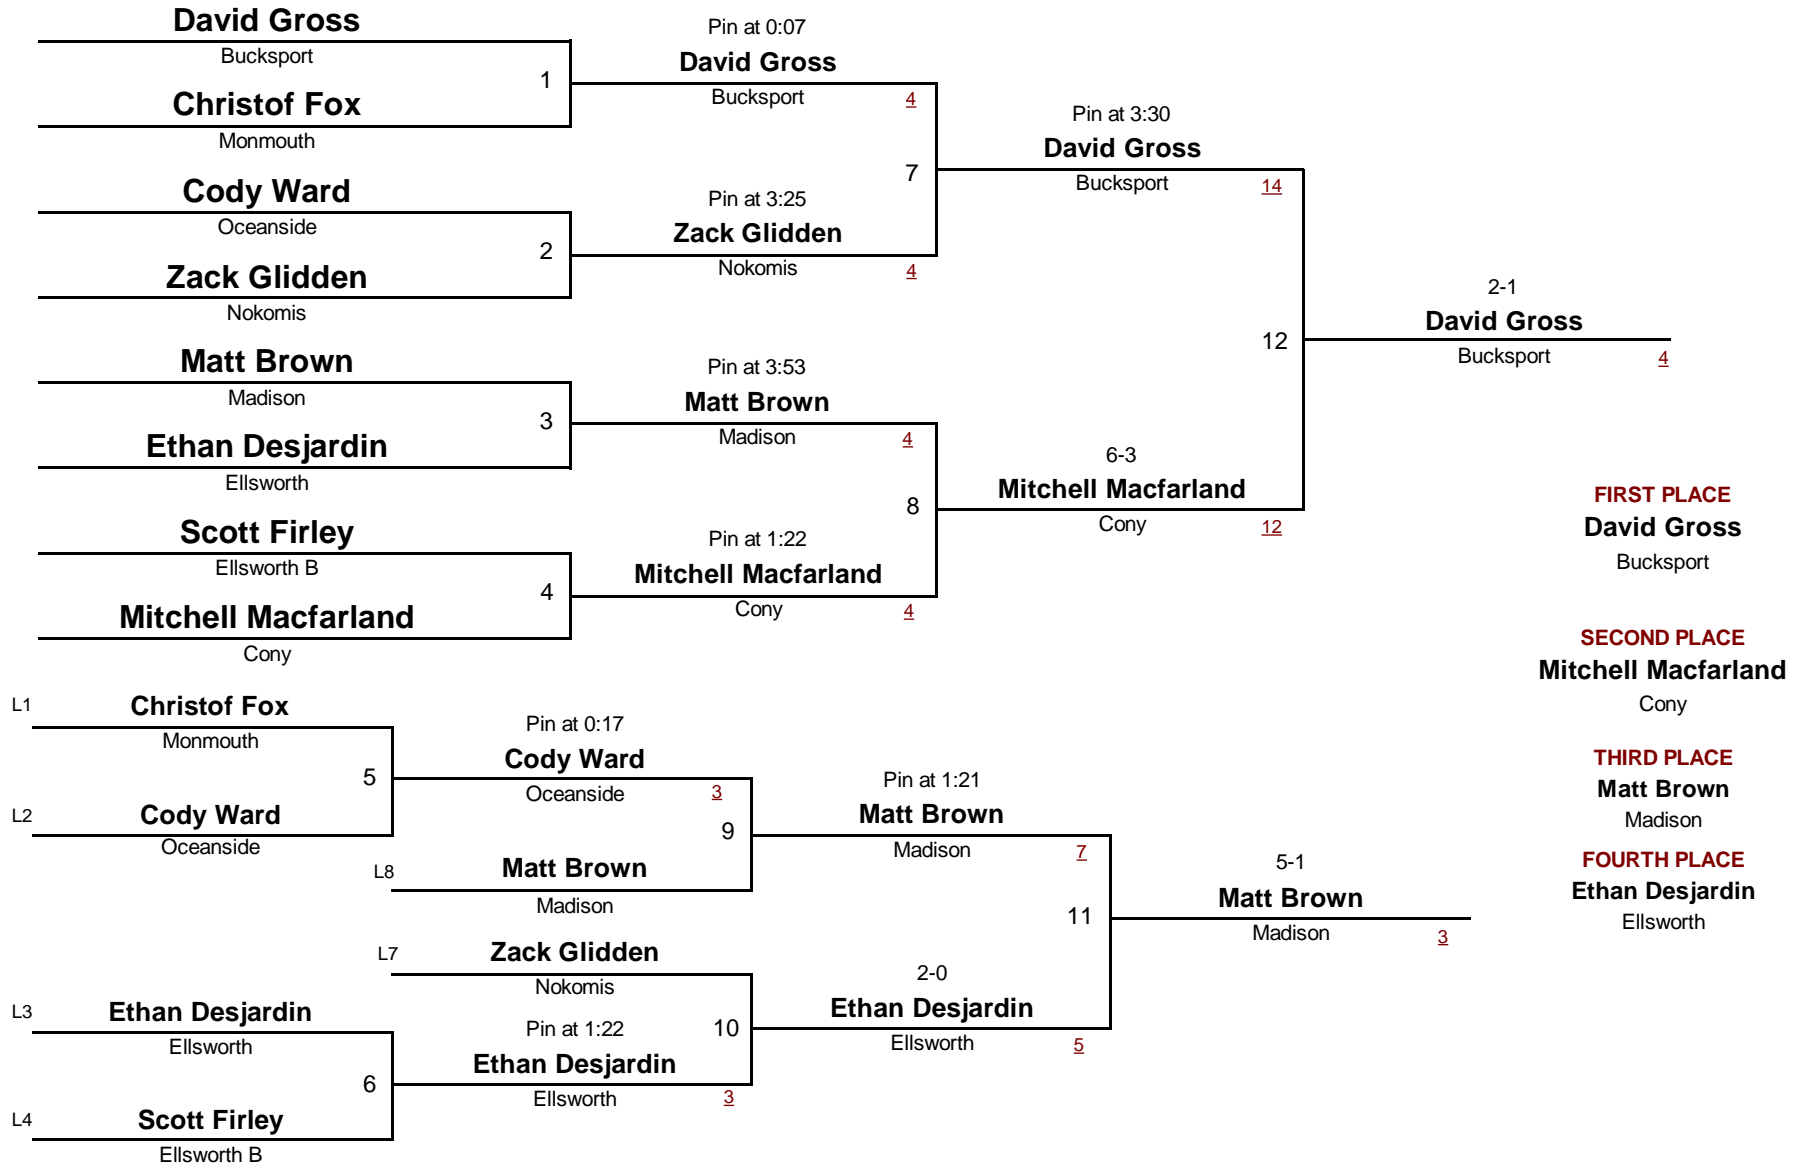 David Gross
Bucksport
1
Christof Fox
Monmouth
Cody Ward
Oceanside
2
Zack Glidden
Nokomis
Matt Brown
Madison
3
Ethan Desjardin
Ellsworth
Scott Firley
Ellsworth B
4
Mitchell Macfarland
Cony
Pin at 0:07
David Gross
Bucksport 4
7
Pin at 3:25
Zack Glidden
Nokomis 4
Pin at 3:53
Matt Brown
Madison 4
8
Pin at 1:22
Mitchell Macfarland
Cony 4
Pin at 3:30
David Gross
Bucksport 14
12
6-3
Mitchell Macfarland
Cony 12
2-1
David Gross
Bucksport 4
FIRST PLACE
David Gross
Bucksport
SECOND PLACE
Mitchell Macfarland
Cony
THIRD PLACE
Matt Brown
Madison
FOURTH PLACE
Ethan Desjardin
Ellsworth
L1 Christof Fox
Monmouth
5
L2 Cody Ward
Oceanside
Pin at 0:17
Cody Ward
Oceanside 3
9
L8 Matt Brown
Madison
L7 Zack Glidden
Nokomis
10
Pin at 1:22
Ethan Desjardin
Ellsworth 3
L3 Ethan Desjardin
Ellsworth
6
L4 Scott Firley
Ellsworth B
Pin at 1:21
Matt Brown
Madison 7
11
2-0
Ethan Desjardin
Ellsworth 5
5-1
Matt Brown
Madison 3